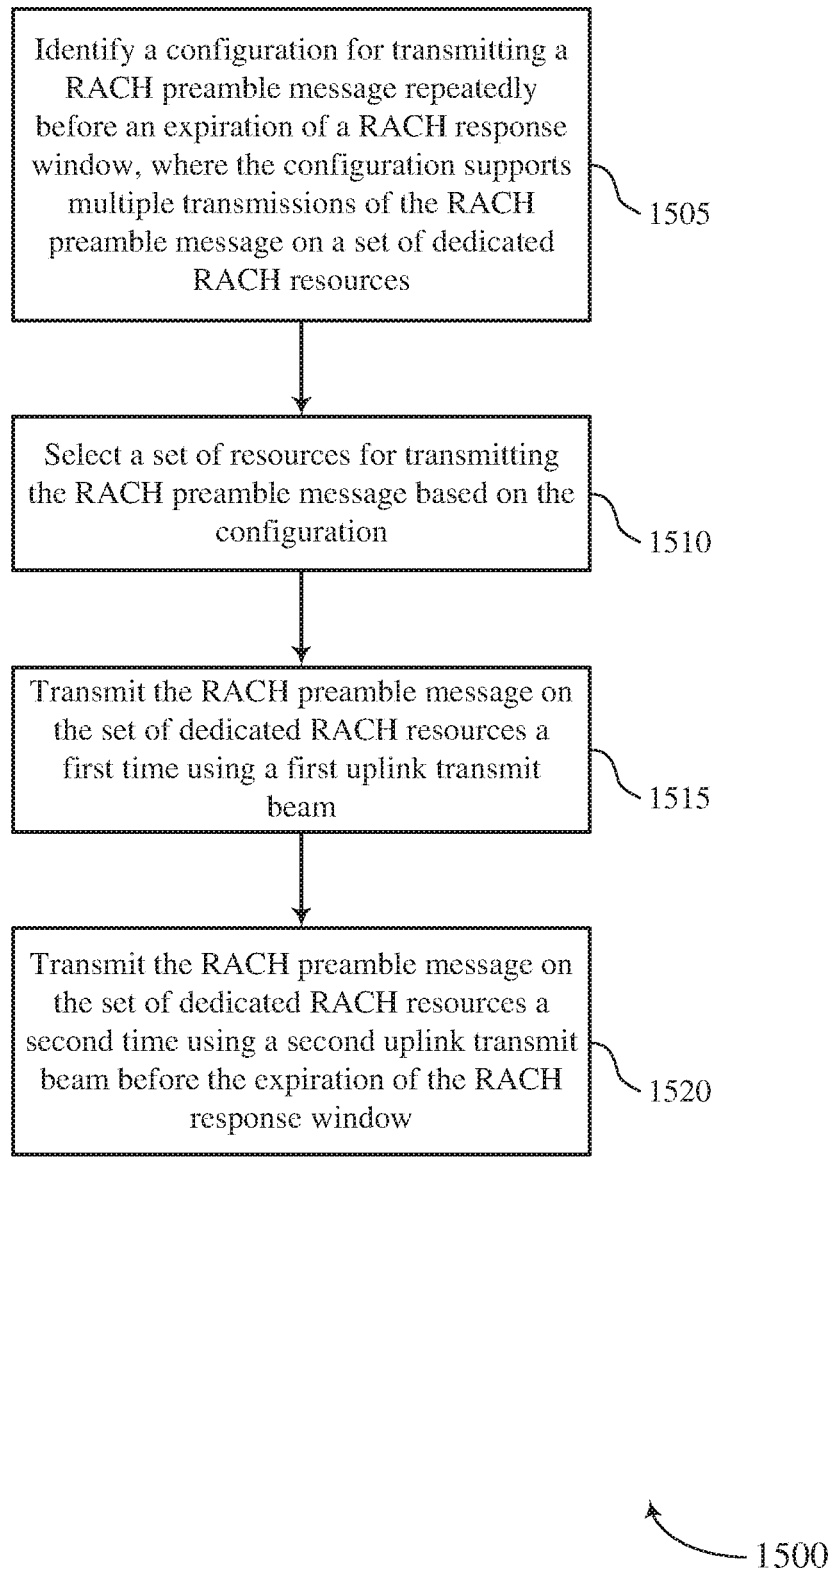 Identify a configuration for transmitting a
RACH preamble message repeatedly
before an expiration of a RACH response
window, where the configuration supports
multiple transmissions of the RACH
preamble message on a set of dedicated
RACH resources
1505
Select a set of resources for transmitting
the RACH preamble message based on the
configuration
1510
Transmit the RACH preamble message on
the set of dedicated RACH resources a
first time using a first uplink transmit
beam
1515
Transmit the RACH preamble message on
the set of dedicated RACH resources a
second time using a second uplink transmit
beam before the expiration of the RACH
response window
1520
1500